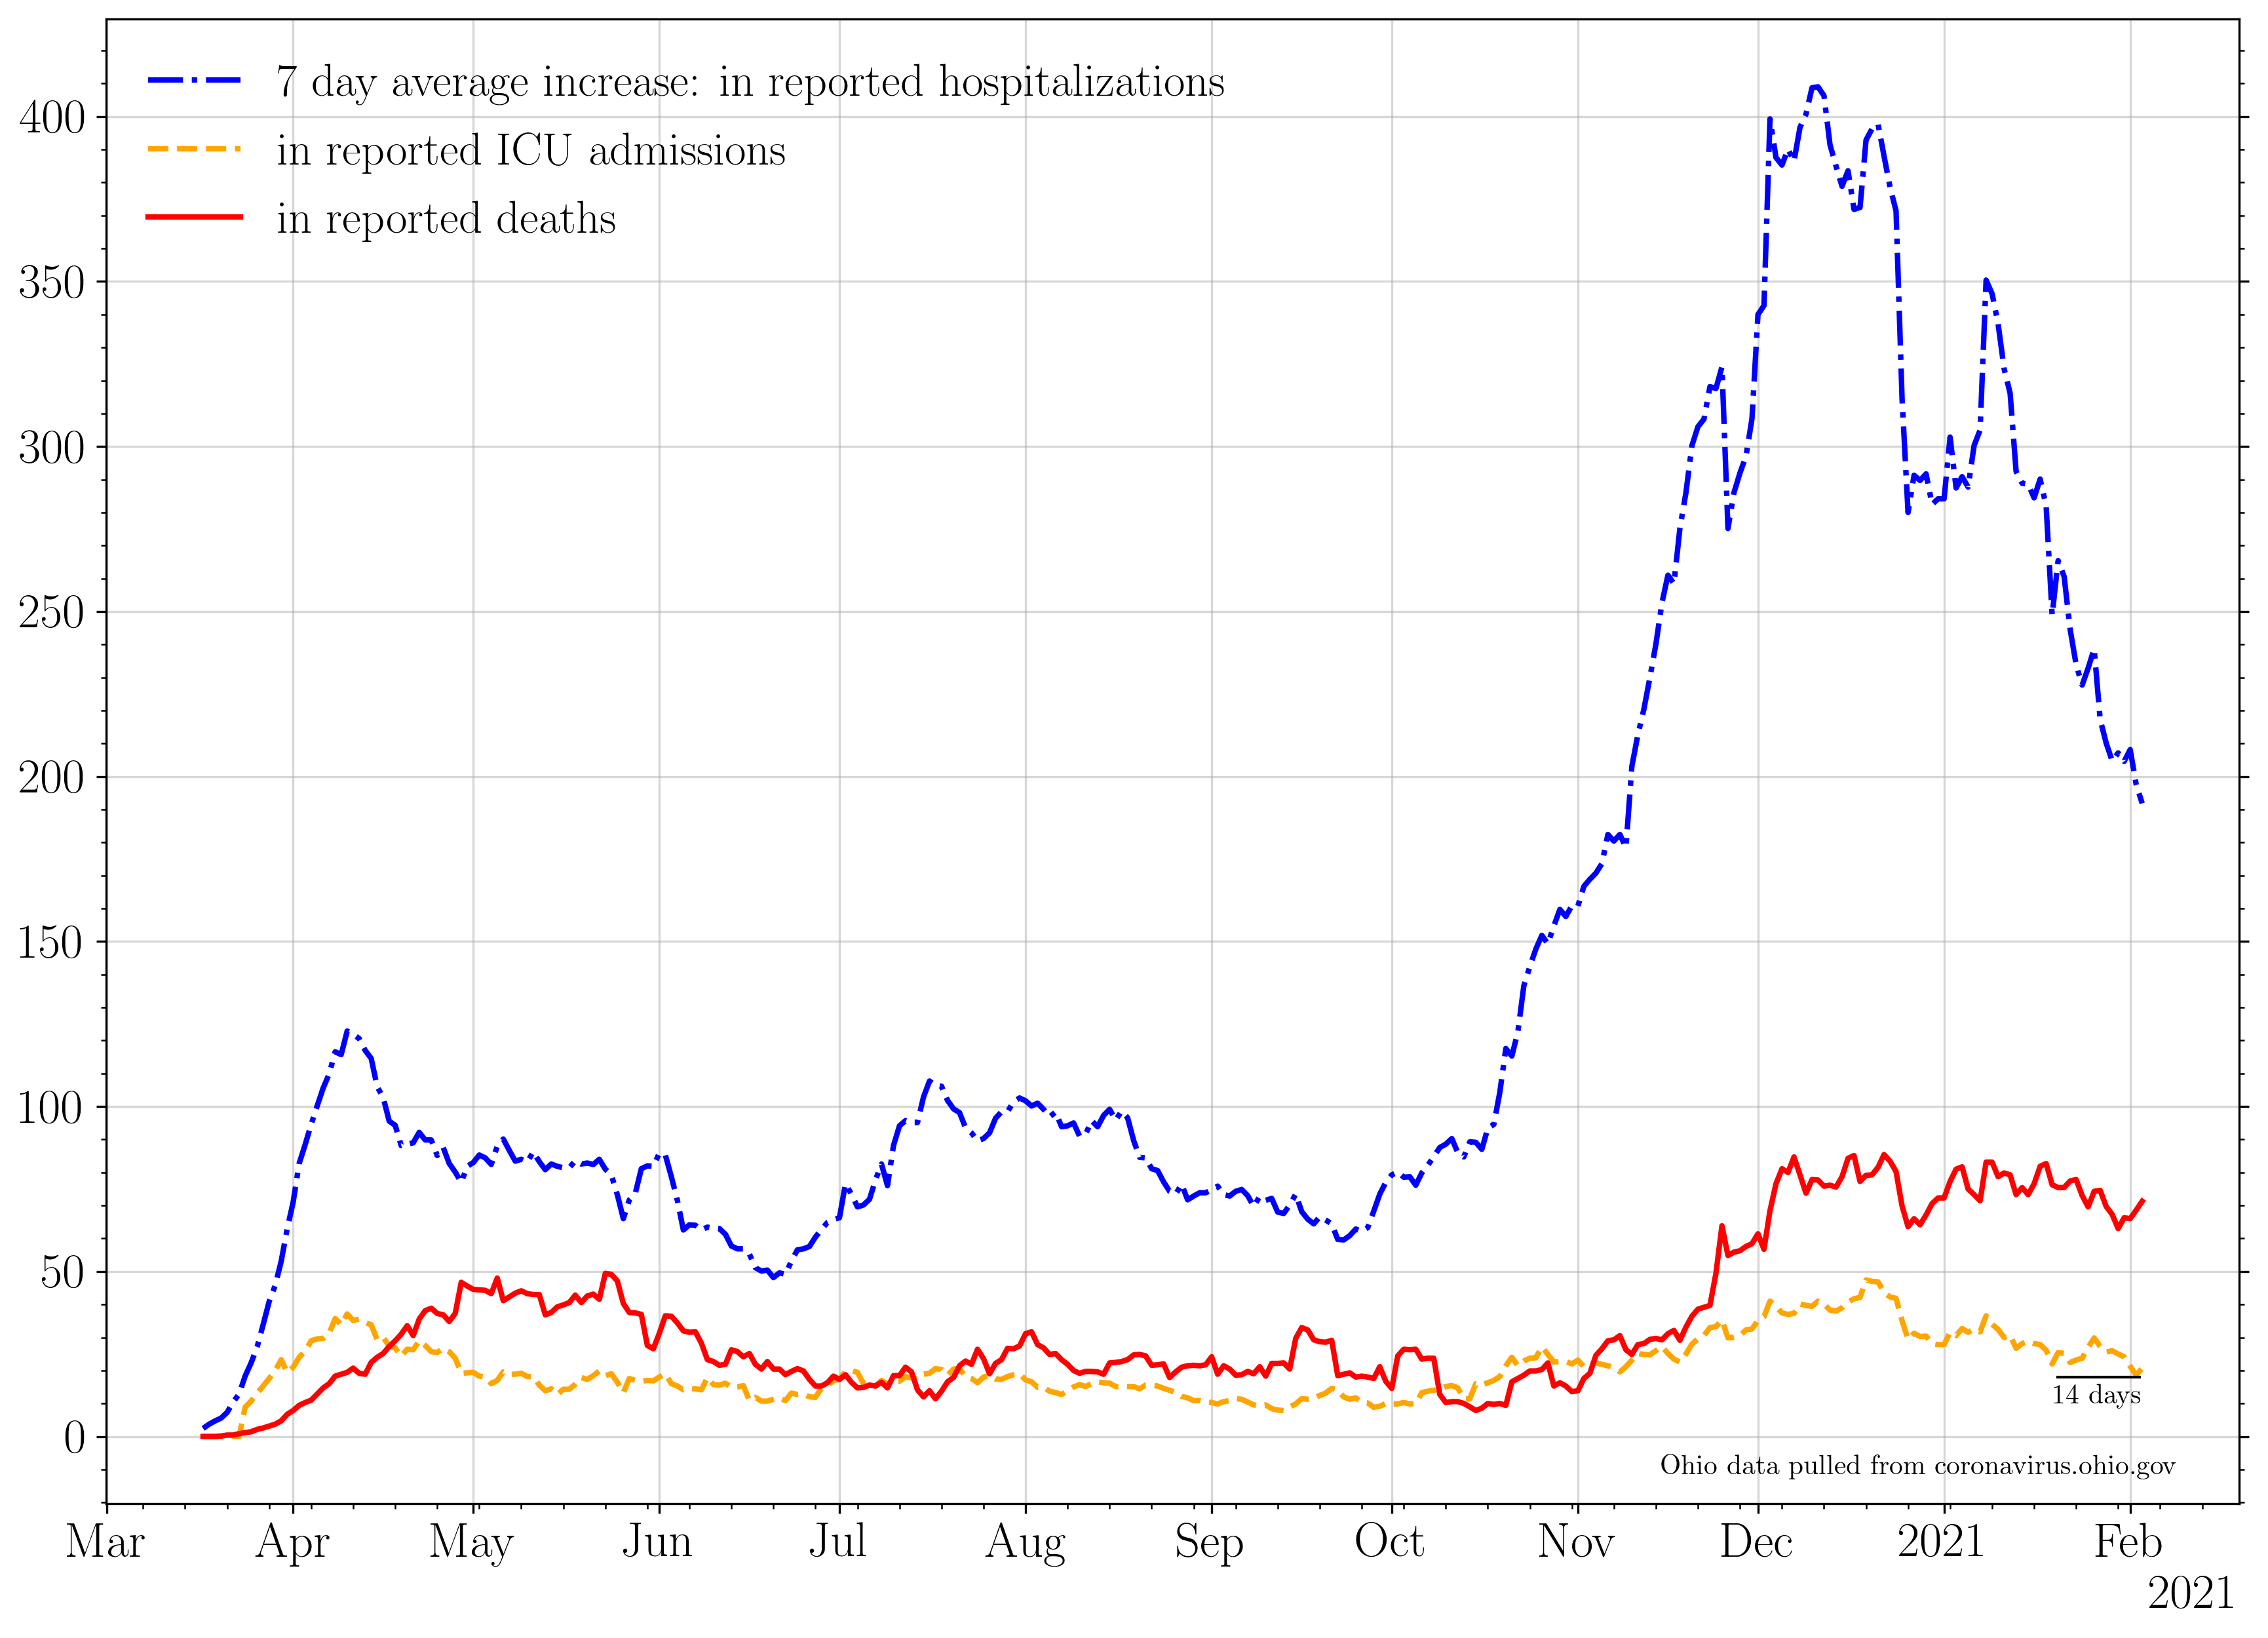 7 day average increase: in reported hospitalizations
in reported ICU admissions
in reported deaths
400
350
300
250
200
150
100
50
0
14 days
Ohio data pulled from coronavirus.ohio.gov
Mar Apr May Jun Jul Aug Sep Oct Nov Dec 2021 Feb
2021